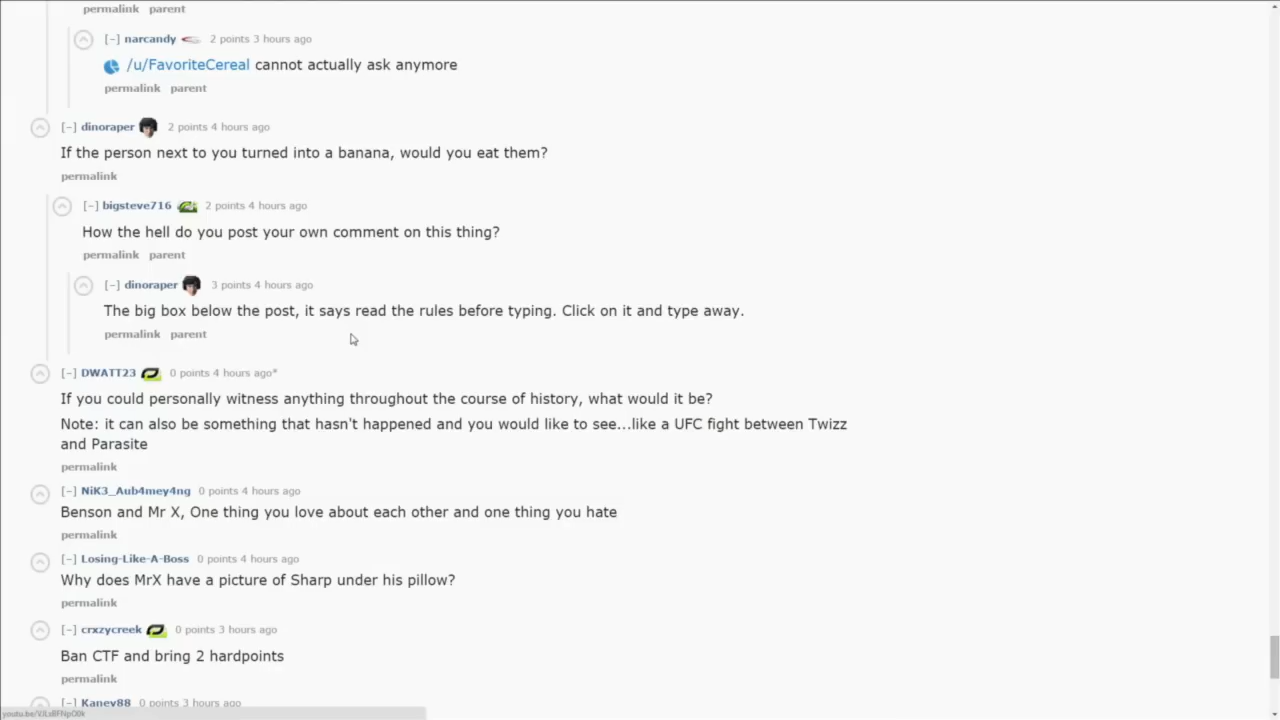 permalink parent
[-] narcandy 2 points 3 hours ago
/u/FavoriteCereal cannot actually ask anymore
permalink parent
[-] dinoraper 2 points 4 hours ago
If the person next to you turned into a banana, would you eat them?
permalink
[-] bigsteve716 2 points 4 hours ago
How the hell do you post your own comment on this thing?
permalink parent
[-] dinoraper 3 points 4 hours ago
The big box below the post, it says read the rules before typing. Click on it and type away.
permalink parent
[-] DWATT23 0 points 4 hours ago*
If you could personally witness anything throughout the course of history, what would it be?
Note: it can also be something that hasn't happened and you would like to see...like a UFC fight between Twizz
and Parasite
permalink
[-] NiK3_Aub4mey4ng 0 points 4 hours ago
Benson and Mr X, One thing you love about each other and one thing you hate
permalink
[-] Losing-Like-A-Boss 0 points 4 hours ago
Why does MrX have a picture of Sharp under his pillow?
permalink
[-] crxzycreek 0 points 3 hours ago
Ban CTF and bring 2 hardpoints
permalink
[-] Kaney88 0 points 3 hours ago